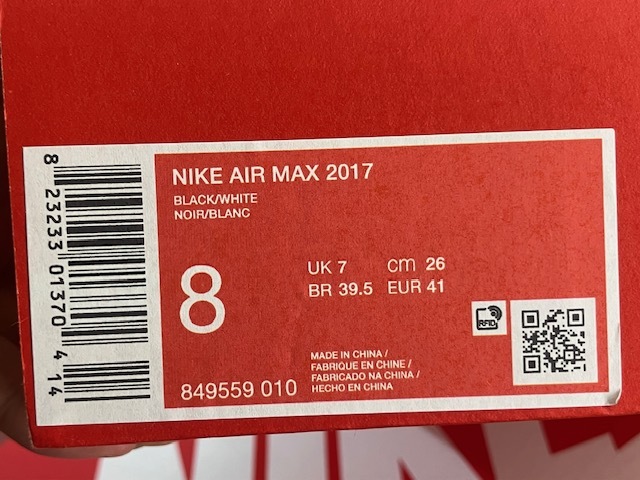 NIKE AIR MAX 2017
BLACK/WHITE
NOIR/BLANC
8
UK 7 cm 26
BR 39.5 EUR 41
RFID
MADE IN CHINA /
FABRIQUE EN CHINE /
FABRICADO NA CHINA /
HECHO EN CHINA
849559 010
8 23233 01370 4 14